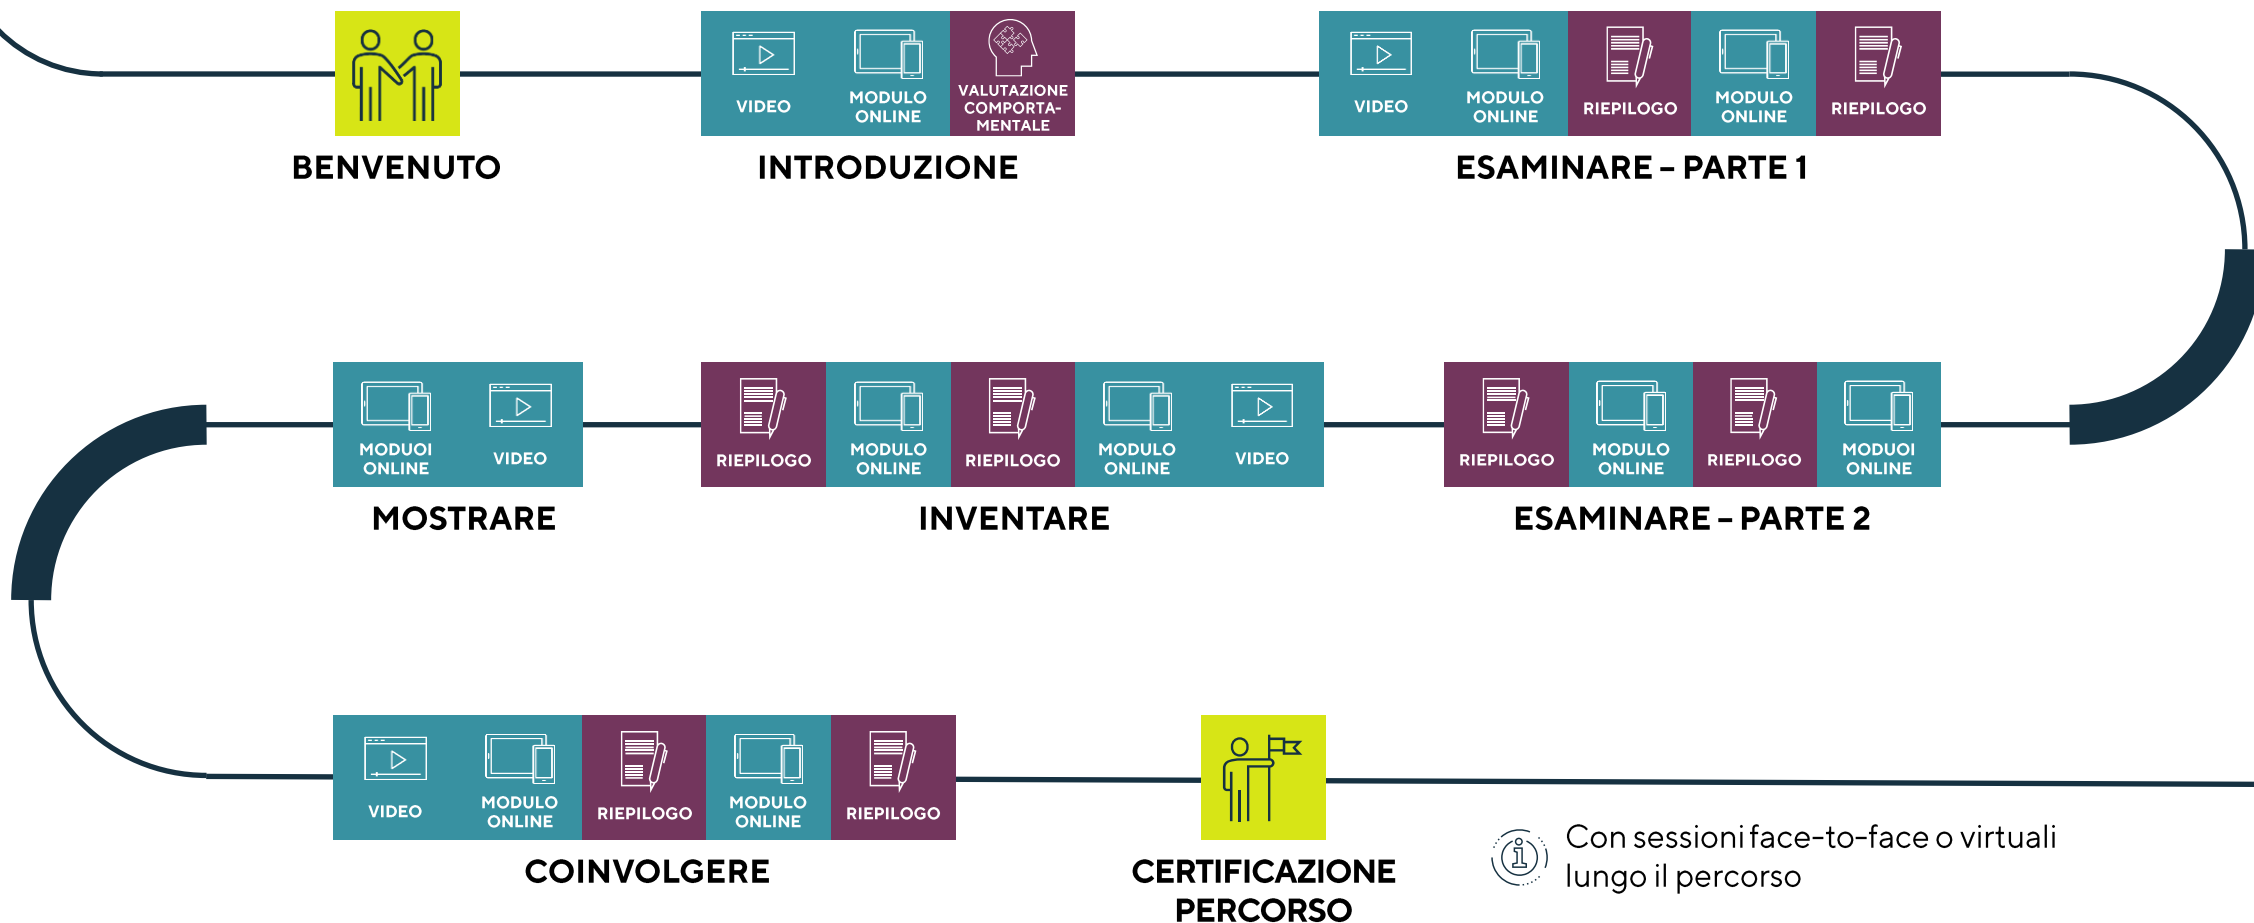 VIDEO
MODULO
ONLINE
VALUTAZIONE
COMPORTA-
MENTALE
VIDEO
MODULO
ONLINE
RIEPILOGO
MODULO
ONLINE
RIEPILOGO
BENVENUTO
INTRODUZIONE
ESAMINARE – PARTE 1
MODUOI
ONLINE
VIDEO
RIEPILOGO
MODULO
ONLINE
RIEPILOGO
MODULO
ONLINE
VIDEO
RIEPILOGO
MODULO
ONLINE
RIEPILOGO
MODUOI
ONLINE
MOSTRARE
INVENTARE
ESAMINARE – PARTE 2
VIDEO
MODULO
ONLINE
RIEPILOGO
MODULO
ONLINE
RIEPILOGO
COINVOLGERE
CERTIFICAZIONE
PERCORSO
Con sessioni face-to-face o virtuali
lungo il percorso